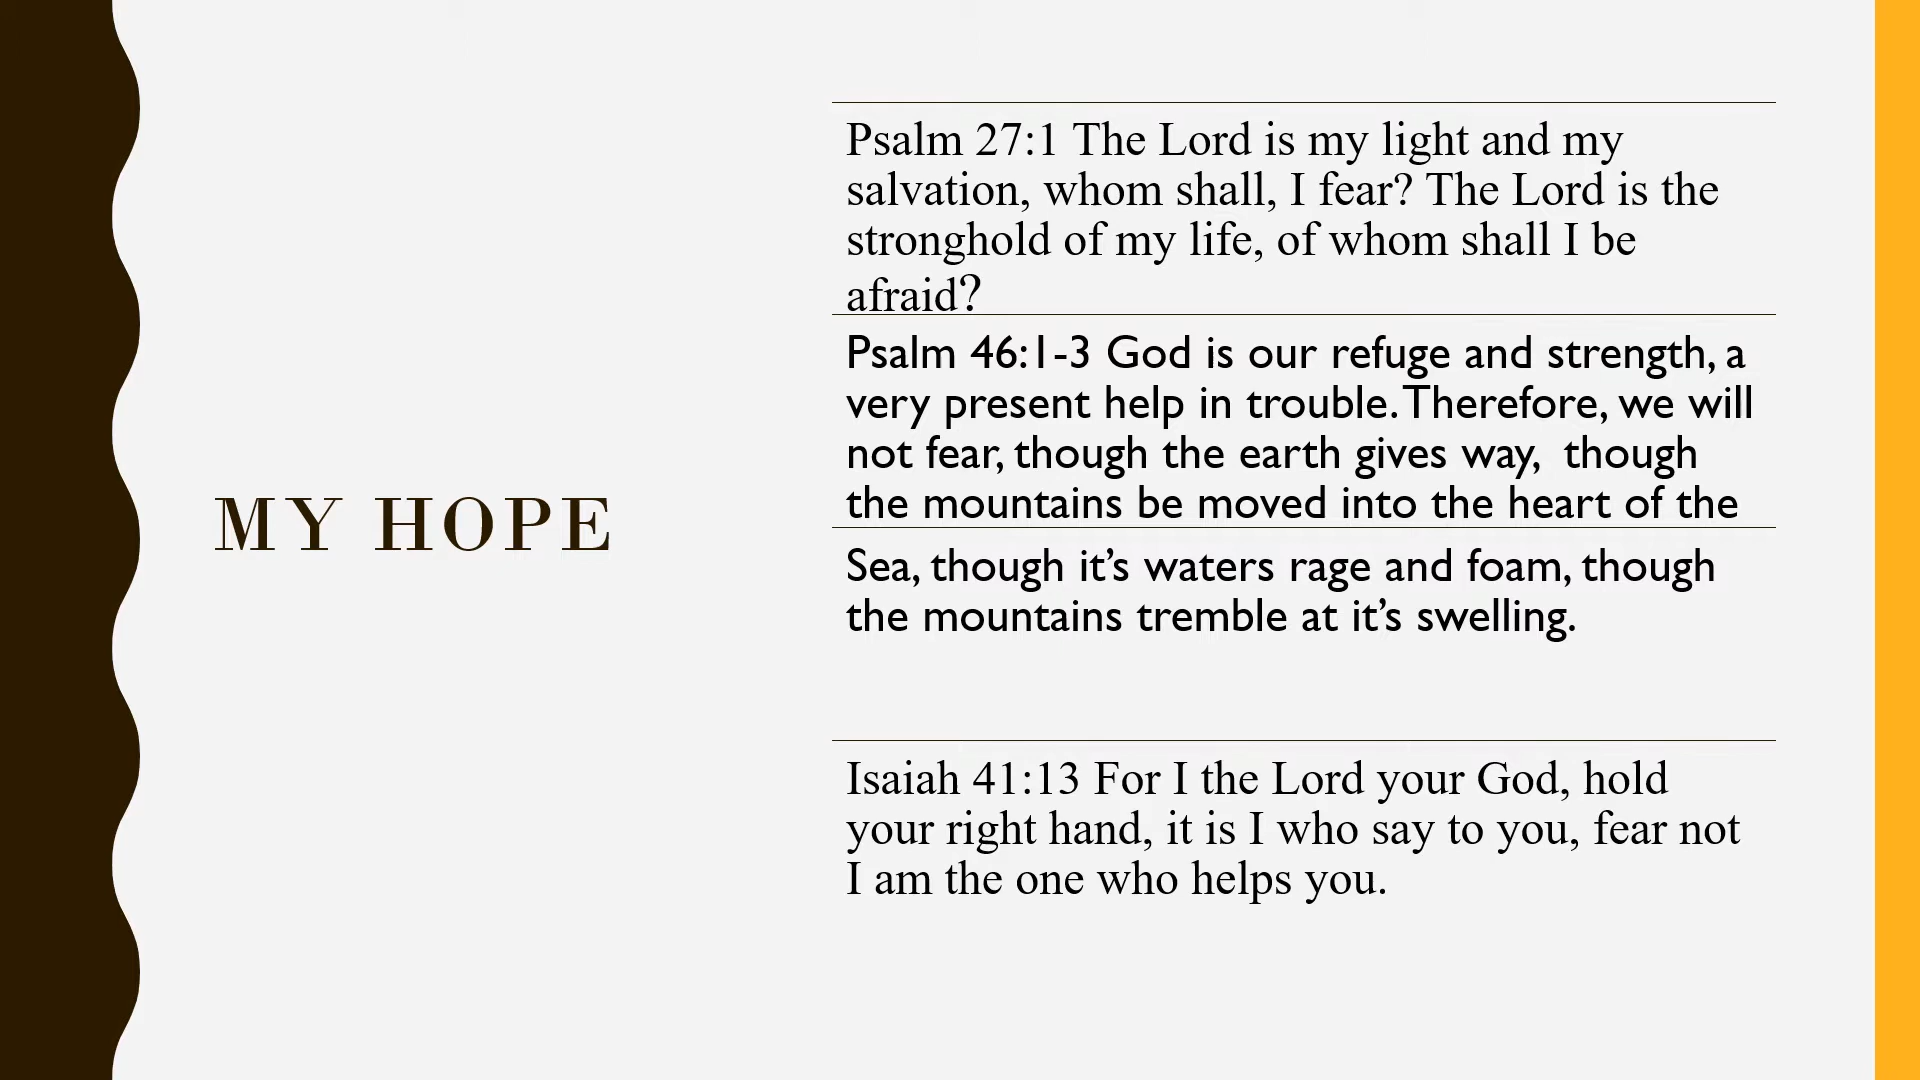 MY HOPE
Psalm 27:1 The Lord is my light and my
salvation, whom shall, I fear? The Lord is the
stronghold of my life, of whom shall I be
afraid?
Psalm 46:1-3 God is our refuge and strength, a
very present help in trouble. Therefore, we will
not fear, though the earth gives way,  though
the mountains be moved into the heart of the
Sea, though it’s waters rage and foam, though
the mountains tremble at it’s swelling.
Isaiah 41:13 For I the Lord your God, hold
your right hand, it is I who say to you, fear not
I am the one who helps you.